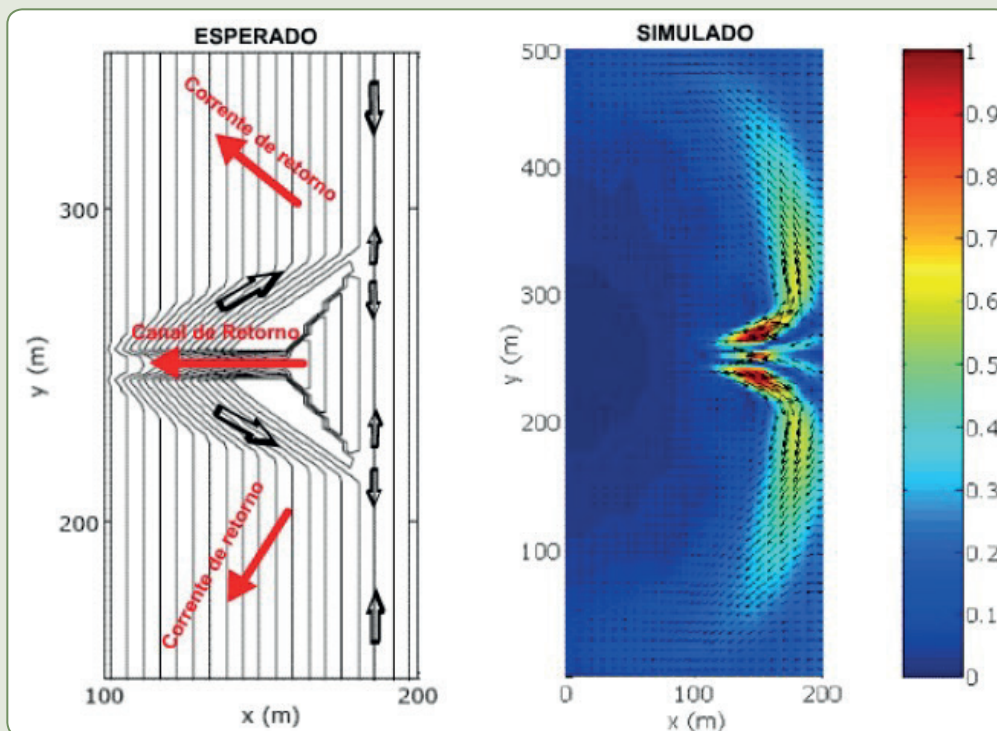 ESPERADO
Corrente de retorno
300
Canal de Retorno
y (m)
200
Corrente de retorno
100
200
x (m)
SIMULADO
500
400
300
y (m)
200
100
0
100
200
x (m)
1
0.9
0.8
0.7
0.6
0.5
0.4
0.3
0.2
0.1
0